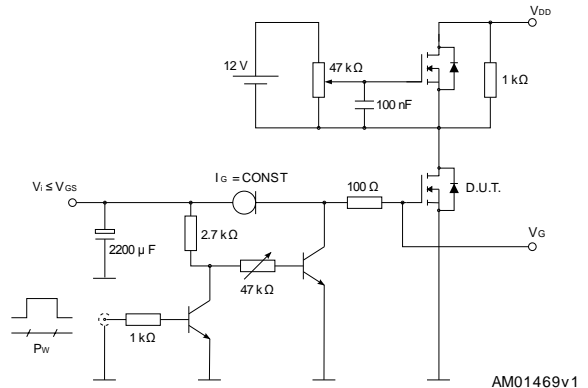 VDD
12 V
47 kΩ
100 nF
1 kΩ
Vi ≤ VGS
IG = CONST
100 Ω
D.U.T.
2200 μF
2.7 kΩ
VG
47 kΩ
1 kΩ
PW
AM01469v1